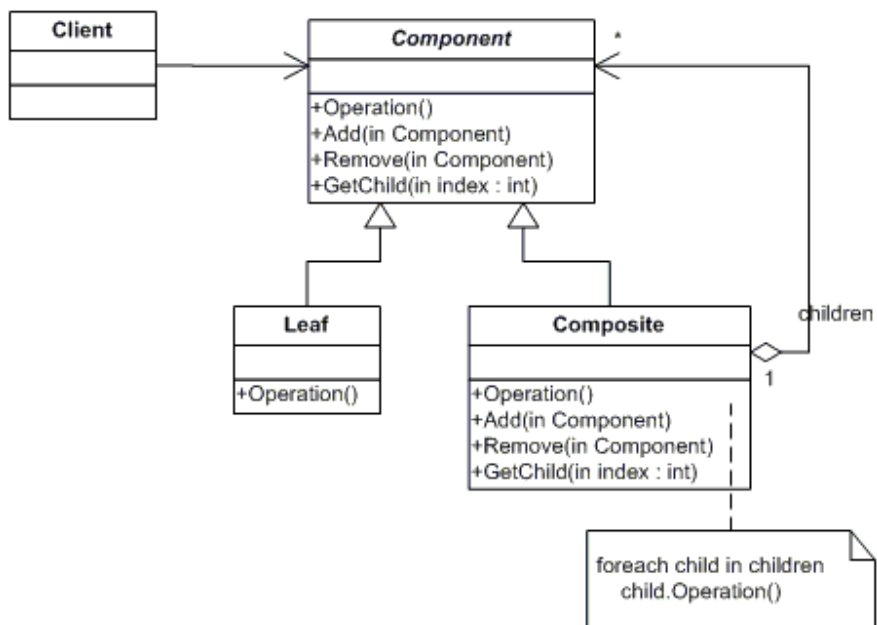 Client
Component
*
+Operation()
+Add(in Component)
+Remove(in Component)
+GetChild(in index : int)
children
Leaf
+Operation()
Composite
1
+Operation()
+Add(in Component)
+Remove(in Component)
+GetChild(in index : int)
foreach child in children
child.Operation()